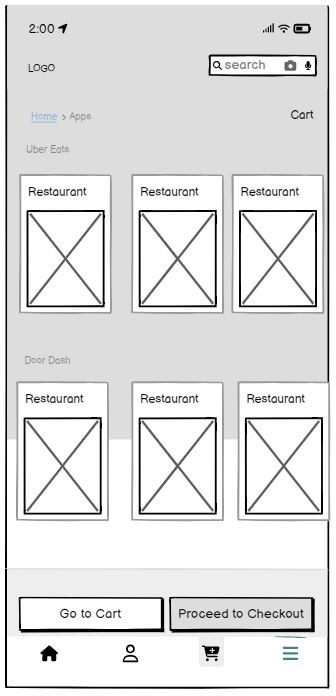 2:00
LOGO
search
Home > Apps
Cart
Uber Eats
Restaurant Restaurant Restaurant
Door Dash
Restaurant Restaurant Restaurant
Go to Cart Proceed to Checkout